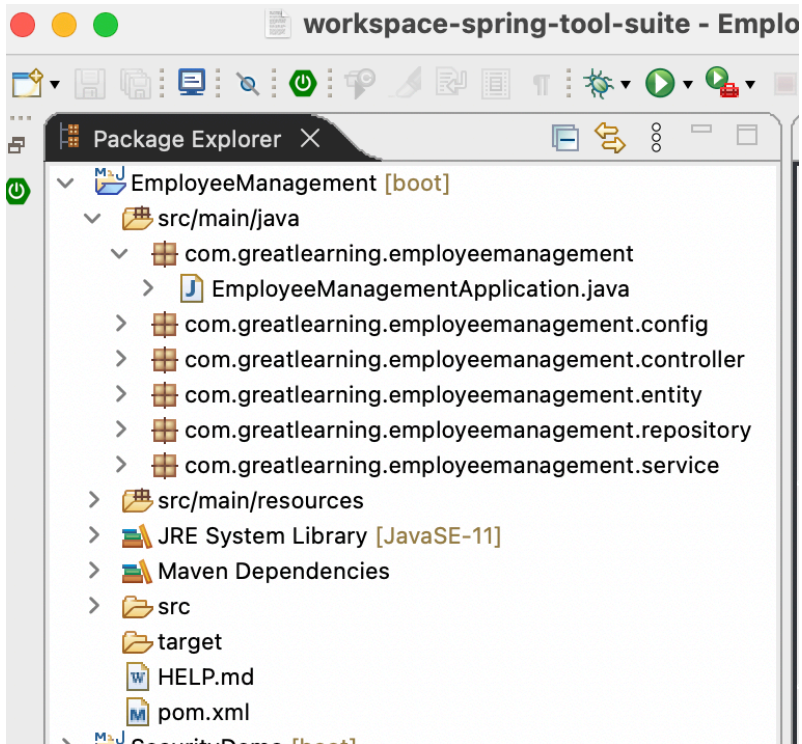 workspace-spring-tool-suite - Emplo
Package Explorer
EmployeeManagement [boot]
src/main/java
com.greatlearning.employeemanagement
EmployeeManagementApplication.java
com.greatlearning.employeemanagement.config
com.greatlearning.employeemanagement.controller
com.greatlearning.employeemanagement.entity
com.greatlearning.employeemanagement.repository
com.greatlearning.employeemanagement.service
src/main/resources
JRE System Library [JavaSE-11]
Maven Dependencies
src
target
HELP.md
pom.xml
SecurityDemo [boot]